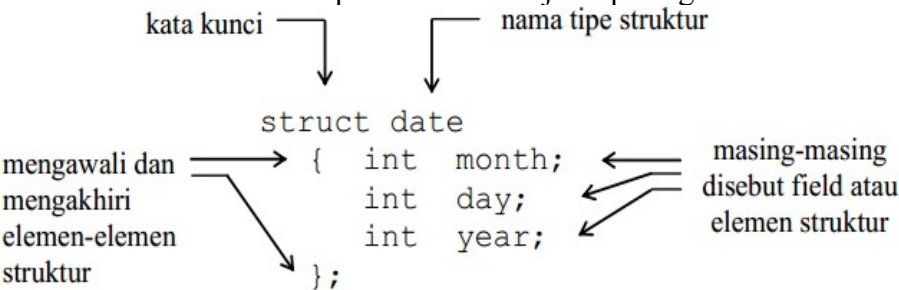 kata kunci
nama tipe struktur
struct date
mengawali dan
mengakhiri
elemen-elemen
struktur
{ int month;
int day;
int year;
};
masing-masing
disebut field atau
elemen struktur